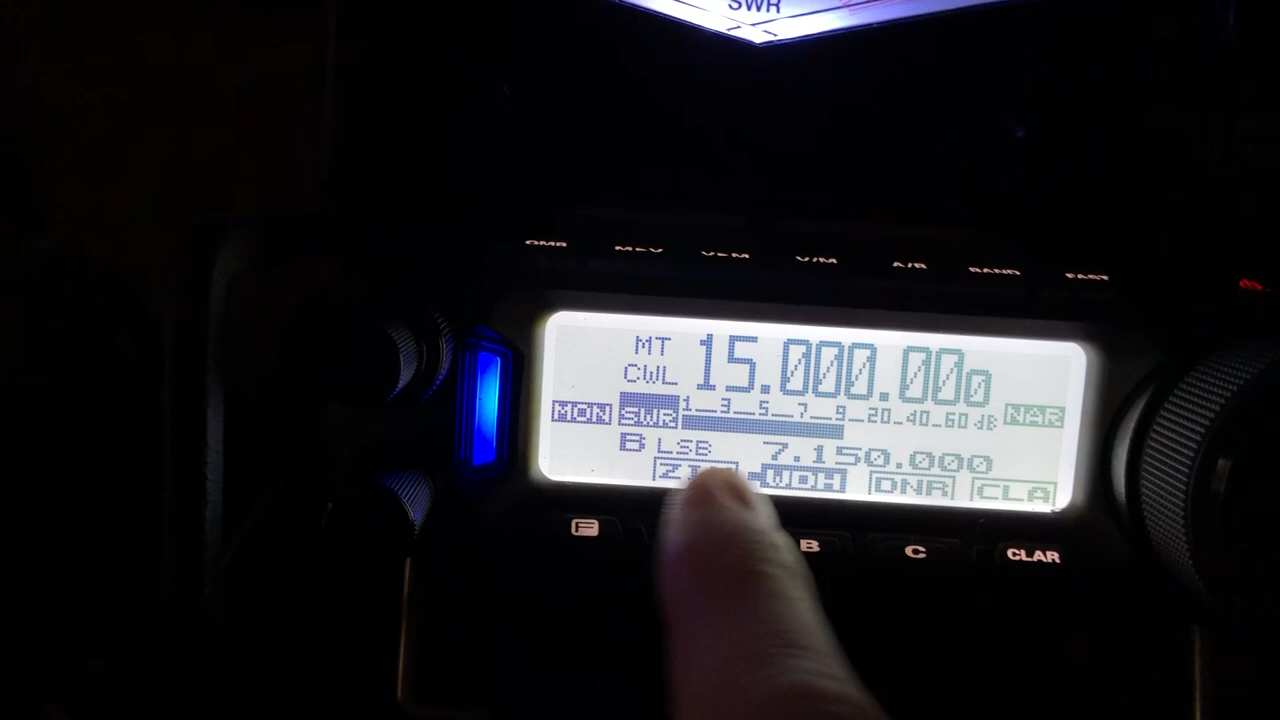 SWR
V/M A/B BAND FAST
MT 15.000.000
CWL
MON SWR 1 3 5 7 9 20 40 60 dB NAR
B LSB 7.150.000
WDH DNR CLA
F B C CLAR